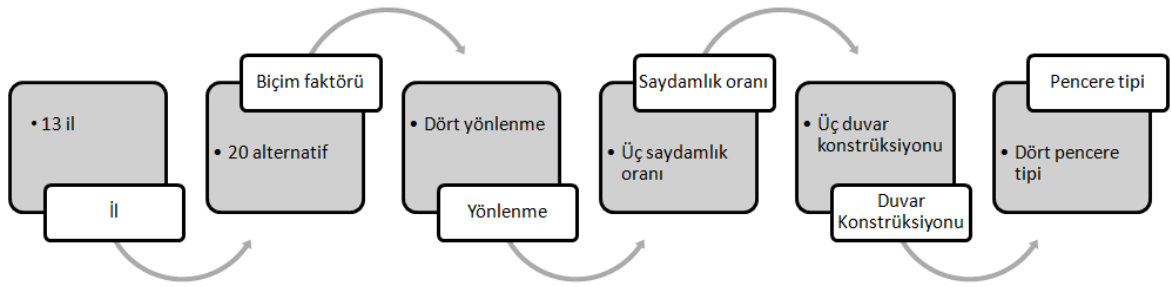 • 13 il
İl
Biçim faktörü
• 20 alternatif
• Dört yönlenme
Yönlenme
Saydamlık oranı
• Üç saydamlık
oranı
• Üç duvar
konstrüksiyonu
Duvar
Konstrüksiyonu
Pencere tipi
• Dört pencere
tipi